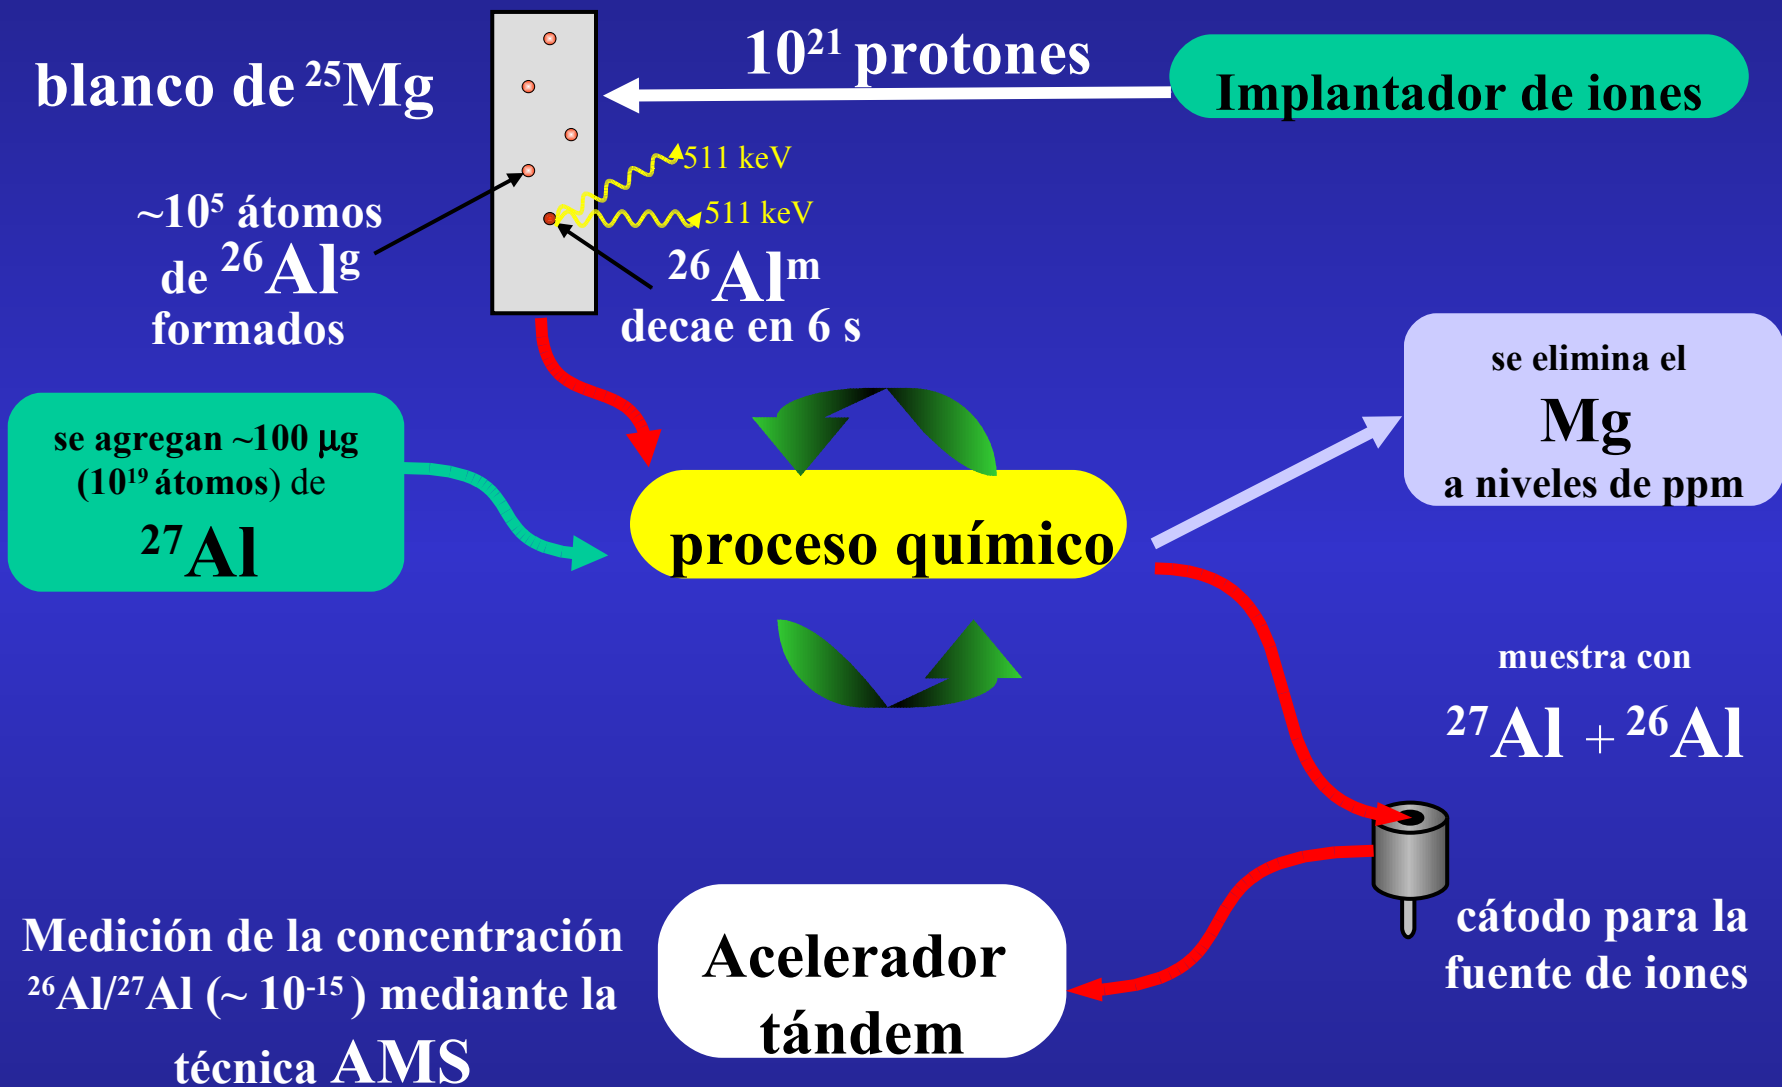 blanco de ²⁵Mg
10²¹ protones
Implantador de iones
511 keV
511 keV
~10⁵ átomos
de ²⁶Alᵍ
formados
²⁶Alᵐ
decae en 6 s
se agregan ~100 μg
(10¹⁹ átomos) de
²⁷Al
proceso químico
se elimina el
Mg
a niveles de ppm
muestra con
²⁷Al + ²⁶Al
cátodo para la
fuente de iones
Acelerador
tándem
Medición de la concentración
²⁶Al/²⁷Al (~ 10⁻¹⁵) mediante la
técnica AMS